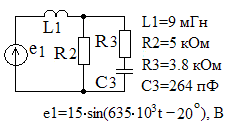 L1
L1=9 мГн
R2=5 кОм
e1
R2
R3
R3=3.8 кОм
C3
C3=264 пФ
e1=15·sin(635·10³t−20°), В